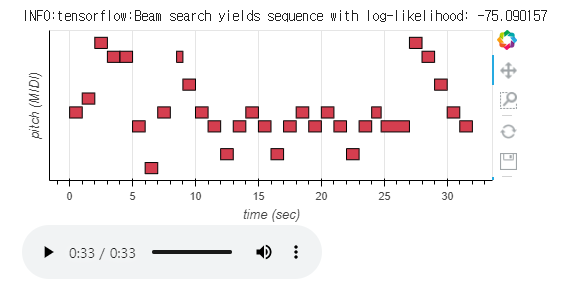 INFO:tensorflow:Beam search yields sequence with log-likelihood: -75.090157
pitch (MIDI)
0 5 10 15 20 25 30
time (sec)
0:33 / 0:33